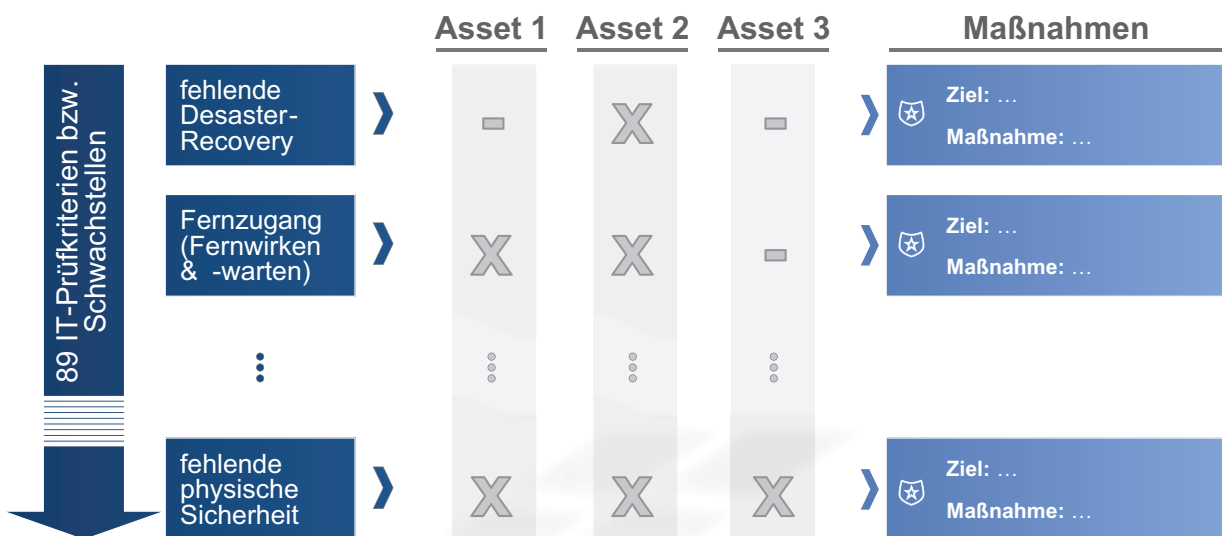 Asset 1 Asset 2 Asset 3 Maßnahmen
89 IT-Prüfkriterien bzw.
Schwachstellen
fehlende
Desaster-
Recovery
- X -
Ziel: …
Maßnahme: …
Fernzugang
(Fernwirken
& -warten)
X X -
Ziel: …
Maßnahme: …
fehlende
physische
Sicherheit
X X X
Ziel: …
Maßnahme: …